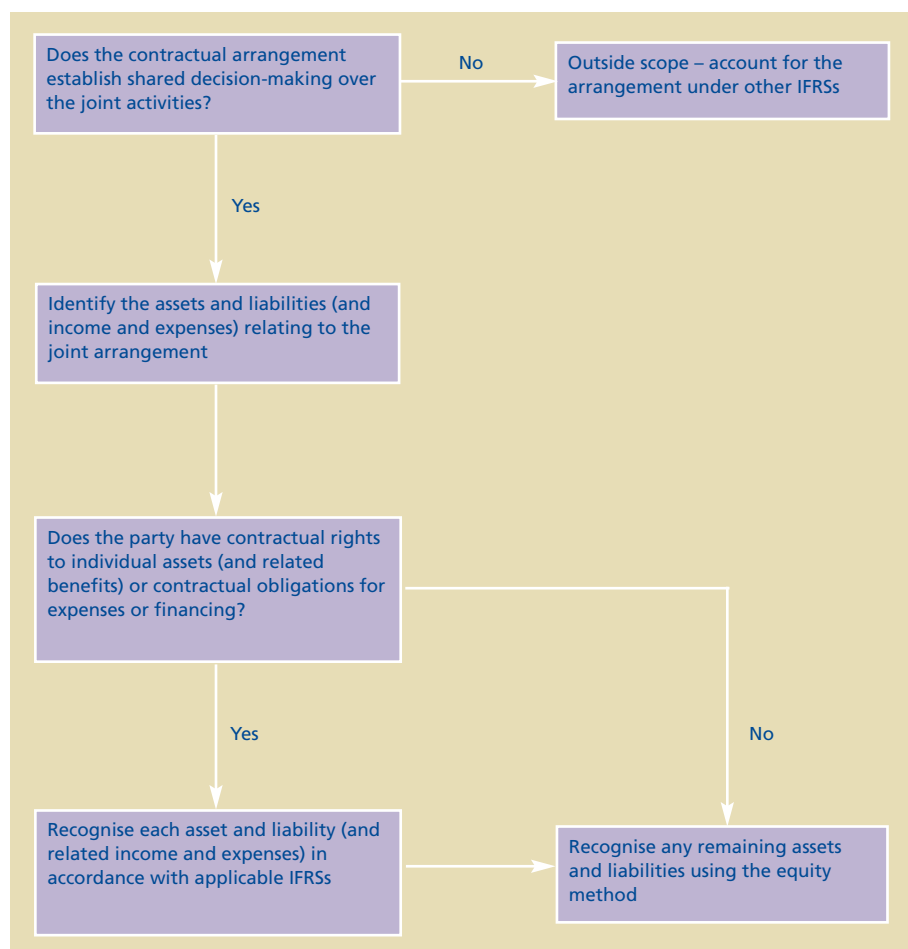 Does the contractual arrangement
establish shared decision-making over
the joint activities?
No
Outside scope – account for the
arrangement under other IFRSs
Yes
Identify the assets and liabilities (and
income and expenses) relating to the
joint arrangement
Does the party have contractual rights
to individual assets (and related
benefits) or contractual obligations for
expenses or financing?
Yes
No
Recognise each asset and liability (and
related income and expenses) in
accordance with applicable IFRSs
Recognise any remaining assets
and liabilities using the equity
method